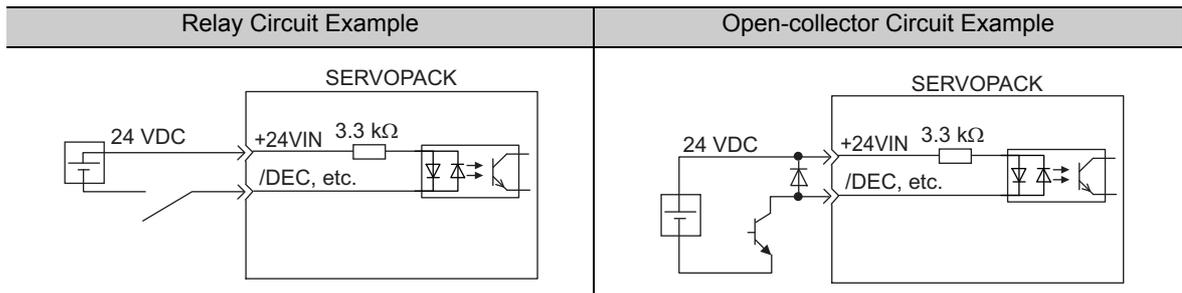 Relay Circuit Example
Open-collector Circuit Example
SERVOPACK
24 VDC
+24VIN
3.3 kΩ
/DEC, etc.
SERVOPACK
24 VDC
+24VIN
3.3 kΩ
/DEC, etc.